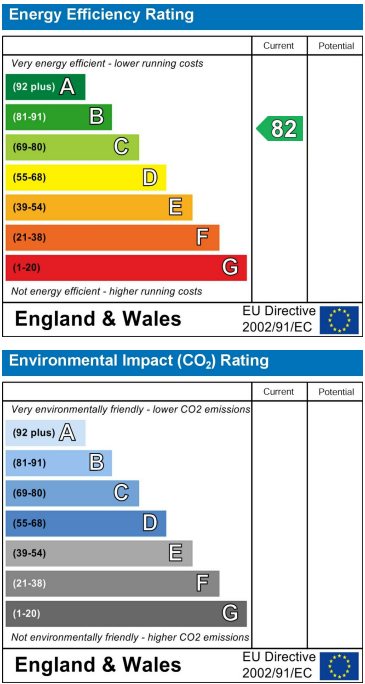 Energy Efficiency Rating
Current Potential
Very energy efficient - lower running costs
(92 plus) A
(81-91) B
82
(69-80) C
(55-68) D
(39-54) E
(21-38) F
(1-20) G
Not energy efficient - higher running costs
England & Wales
EU Directive
2002/91/EC
Environmental Impact (CO₂) Rating
Current Potential
Very environmentally friendly - lower CO2 emissions
(92 plus) A
(81-91) B
(69-80) C
(55-68) D
(39-54) E
(21-38) F
(1-20) G
Not environmentally friendly - higher CO2 emissions
England & Wales
EU Directive
2002/91/EC